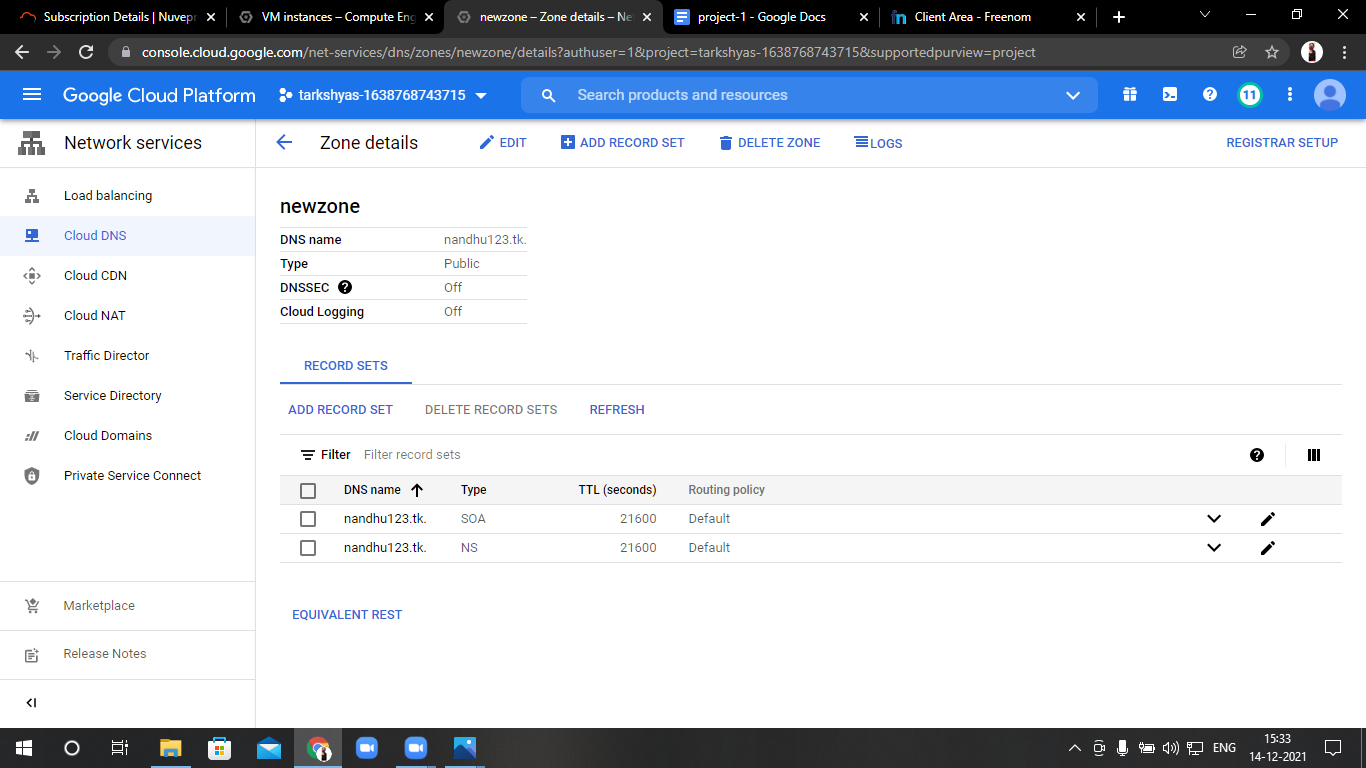 Subscription Details | Nuvepr
VM instances – Compute Eng
newzone – Zone details – Ne
project-1 - Google Docs
Client Area - Freenom
console.cloud.google.com/net-services/dns/zones/newzone/details?authuser=1&project=tarkshyas-1638768743715&supportedpurview=project
Google Cloud Platform
tarkshyas-1638768743715
Search products and resources
11
Network services
Zone details
EDIT
ADD RECORD SET
DELETE ZONE
LOGS
REGISTRAR SETUP
Load balancing
Cloud DNS
Cloud CDN
Cloud NAT
Traffic Director
Service Directory
Cloud Domains
Private Service Connect
Marketplace
Release Notes
newzone
DNS name nandhu123.tk.
Type Public
DNSSEC Off
Cloud Logging Off
RECORD SETS
ADD RECORD SET DELETE RECORD SETS REFRESH
Filter Filter record sets
DNS name Type TTL (seconds) Routing policy
nandhu123.tk. SOA 21600 Default
nandhu123.tk. NS 21600 Default
EQUIVALENT REST
ENG
15:33
14-12-2021